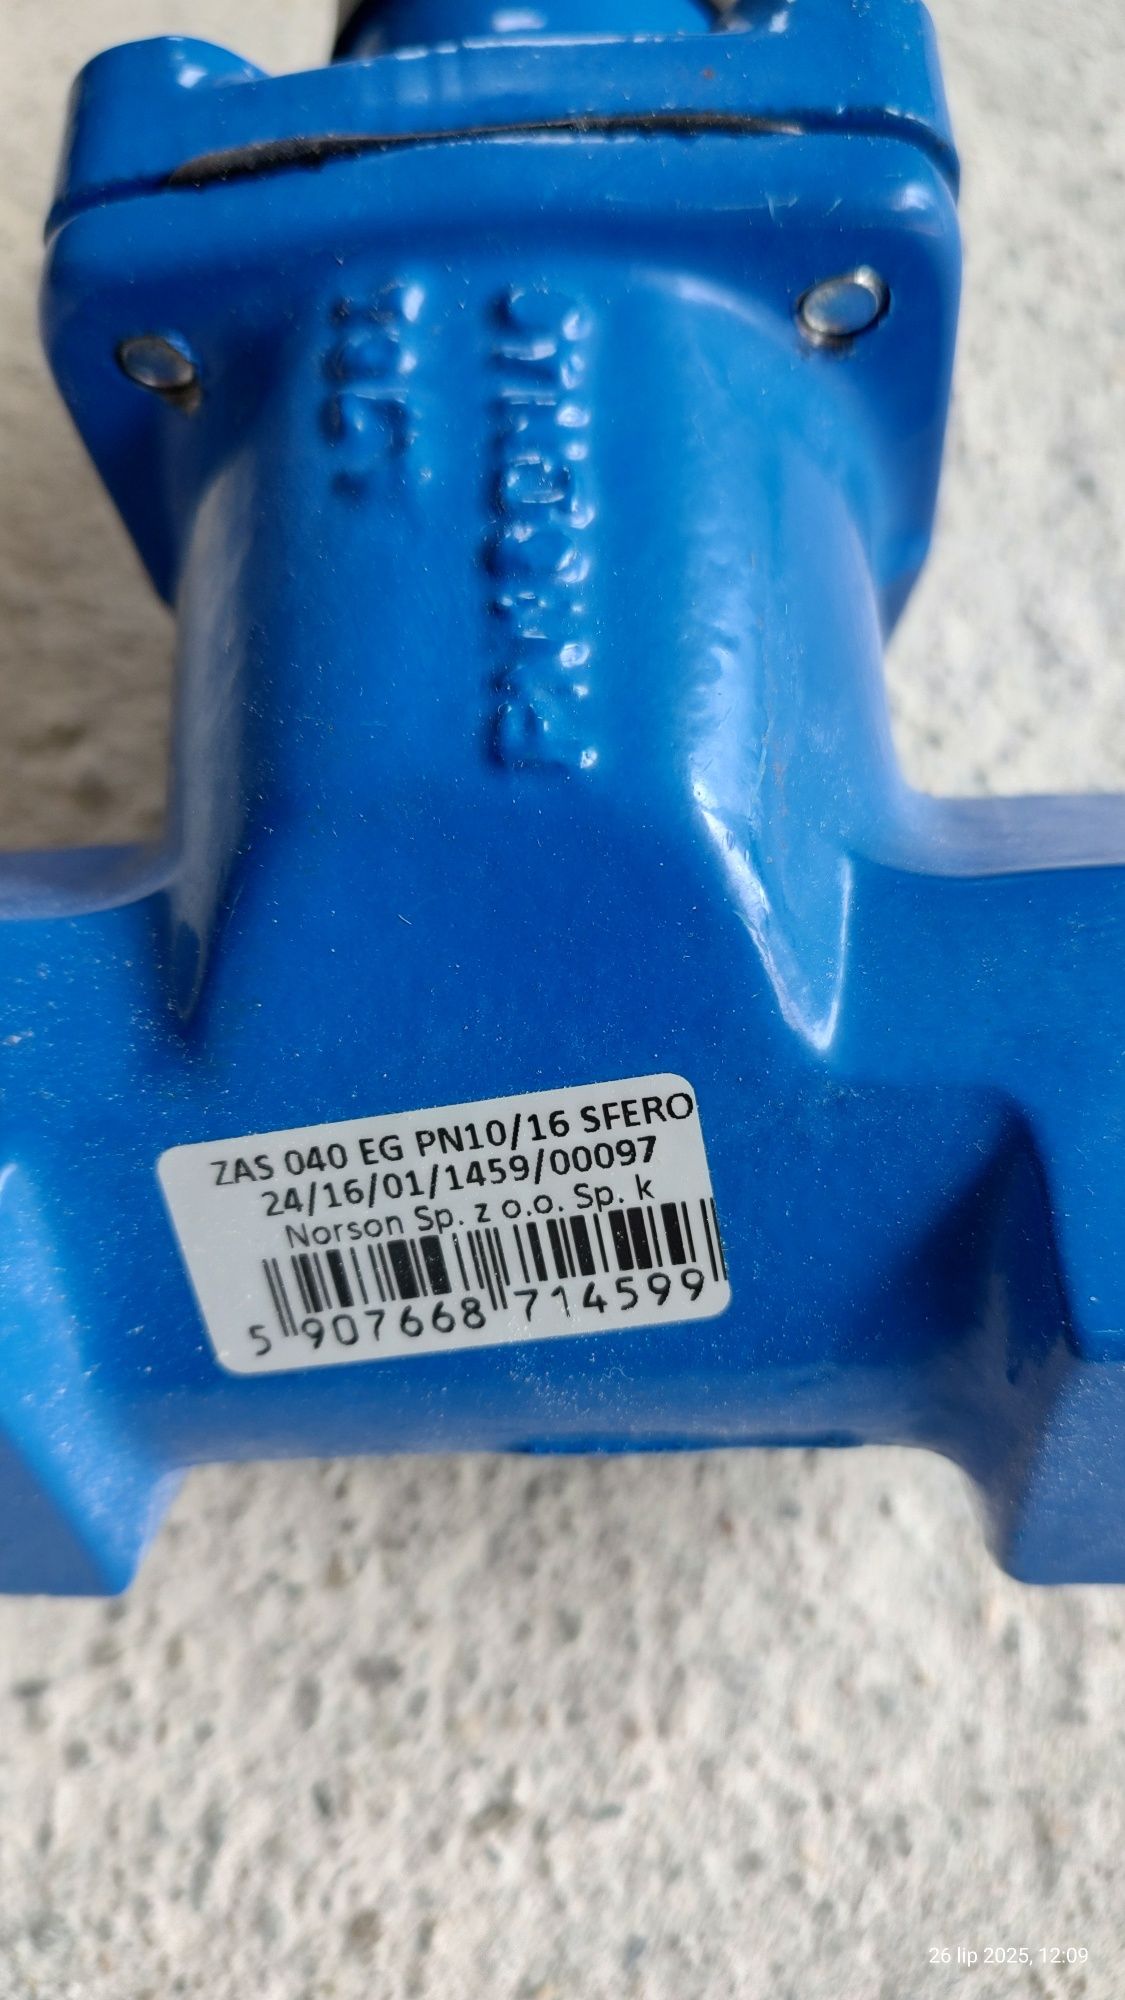 ZAS 040 EG PN10/16 SFERO
24/16/01/1459/00097
Norson Sp. z o.o. Sp. k
5 907668 714599
26 lip 2025, 12:09